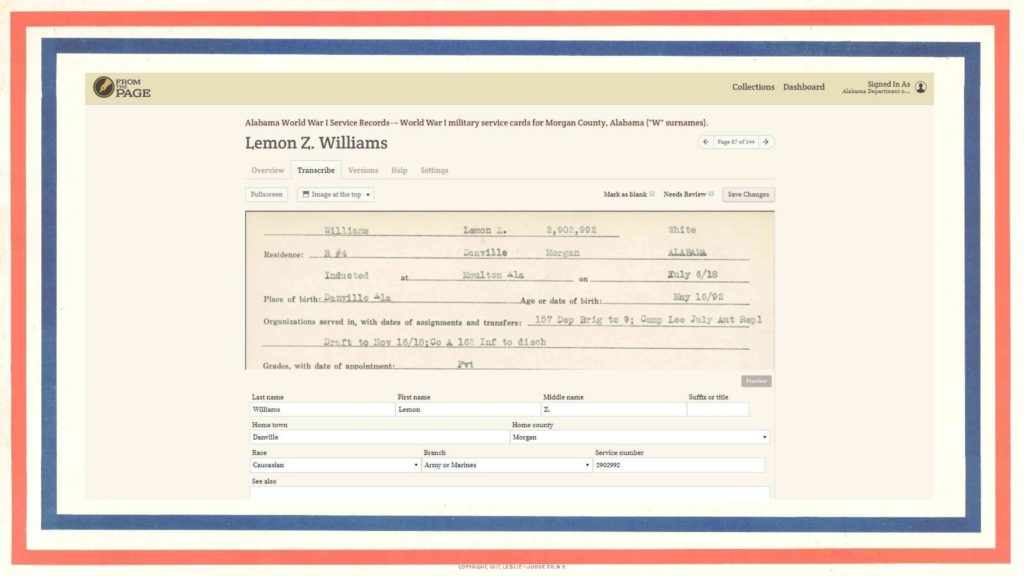 FROM THE PAGE
Collections Dashboard Signed In As
Alabama Department o...
Alabama World War I Service Records→ World War I military service cards for Morgan County, Alabama ("W" surnames).
Lemon Z. Williams
Page 87 of 144
Overview Transcribe Versions Help Settings
Fullscreen Image at the top Mark as blank Needs Review Save Changes
Williams Lemon Z. 2,902,992 White
Residence: R #4 Danville Morgan ALABAMA
Inducted at Moulton Ala on July 6/18
Place of birth: Danville Ala Age or date of birth: May 16/92
Organizations served in, with dates of assignments and transfers: 157 Dep Brig to ?; Camp Lee July Aut Repl
Draft to Nov 16/18;Co A 162 Inf to disch
Grades, with date of appointment: Pvt
Preview
Last name First name Middle name Suffix or title
Williams Lemon Z.
Home town Home county
Danville Morgan
Race Branch Service number
Caucasian Army or Marines 2902992
See also
COPYRIGHT, 1917, LESLIE-JUDGE CO. N.Y.